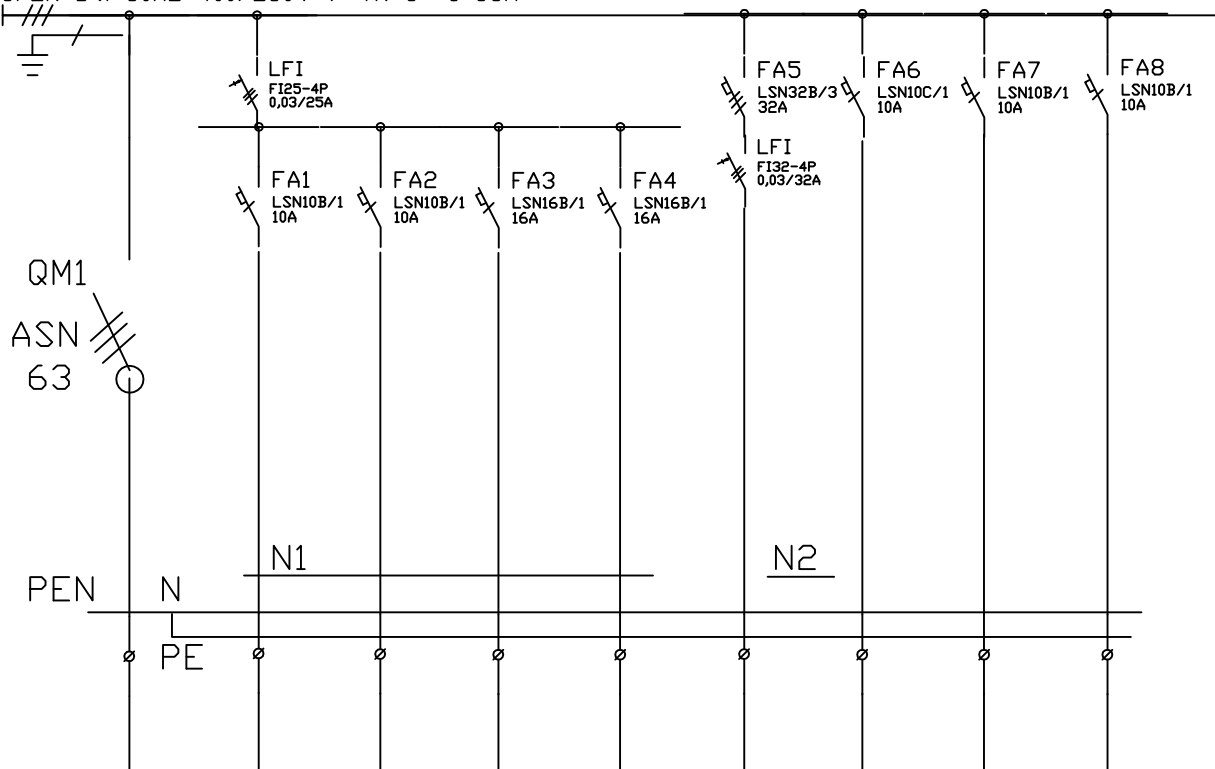 LFI
FI25-4P
0,03/25A
FA5
LSN32B/3
32A
FA6
LSN10C/1
10A
FA7
LSN10B/1
10A
FA8
LSN10B/1
10A
LFI
FI32-4P
0,03/32A
FA1
LSN10B/1
10A
FA2
LSN10B/1
10A
FA3
LSN16B/1
16A
FA4
LSN16B/1
16A
QM1
ASN
63
N1
N2
PEN
N
PE